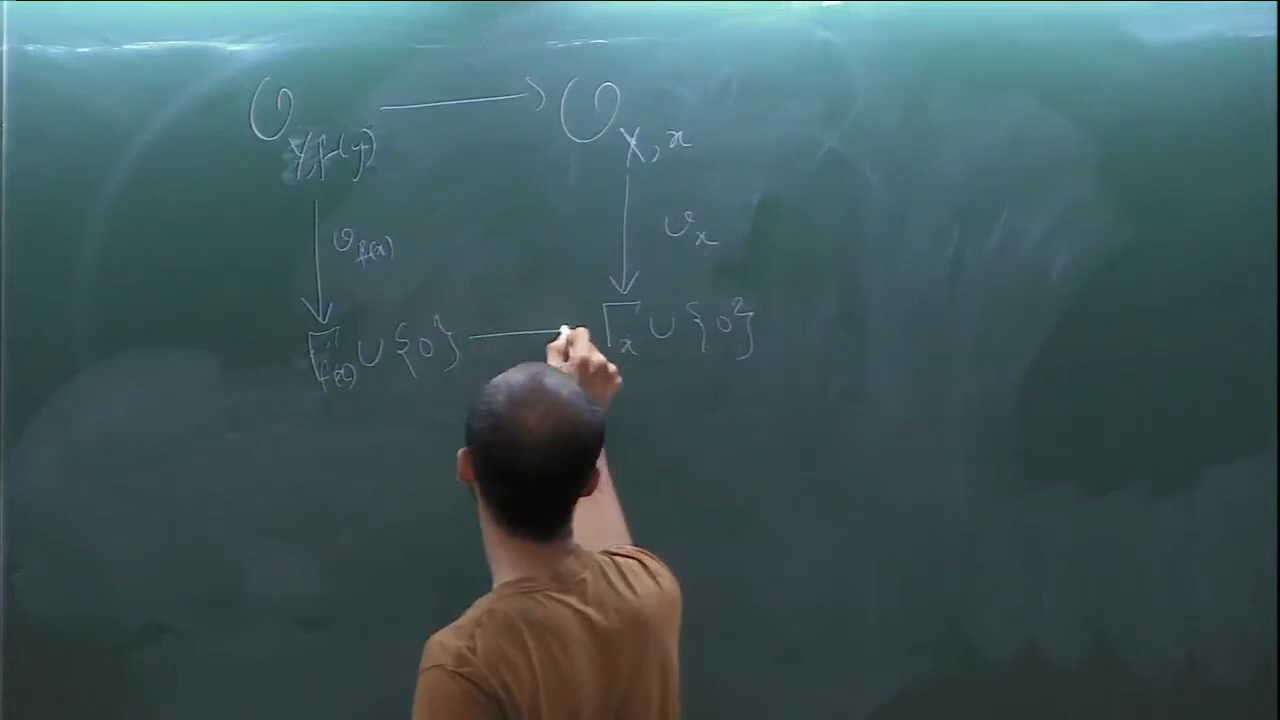 𝒪_{Y,f(y)} ⟶ 𝒪_{X,x}
↓ v_{f(x)} ↓ v_x
Γ_{f(x)} ∪ {0} — Γ_x ∪ {0}